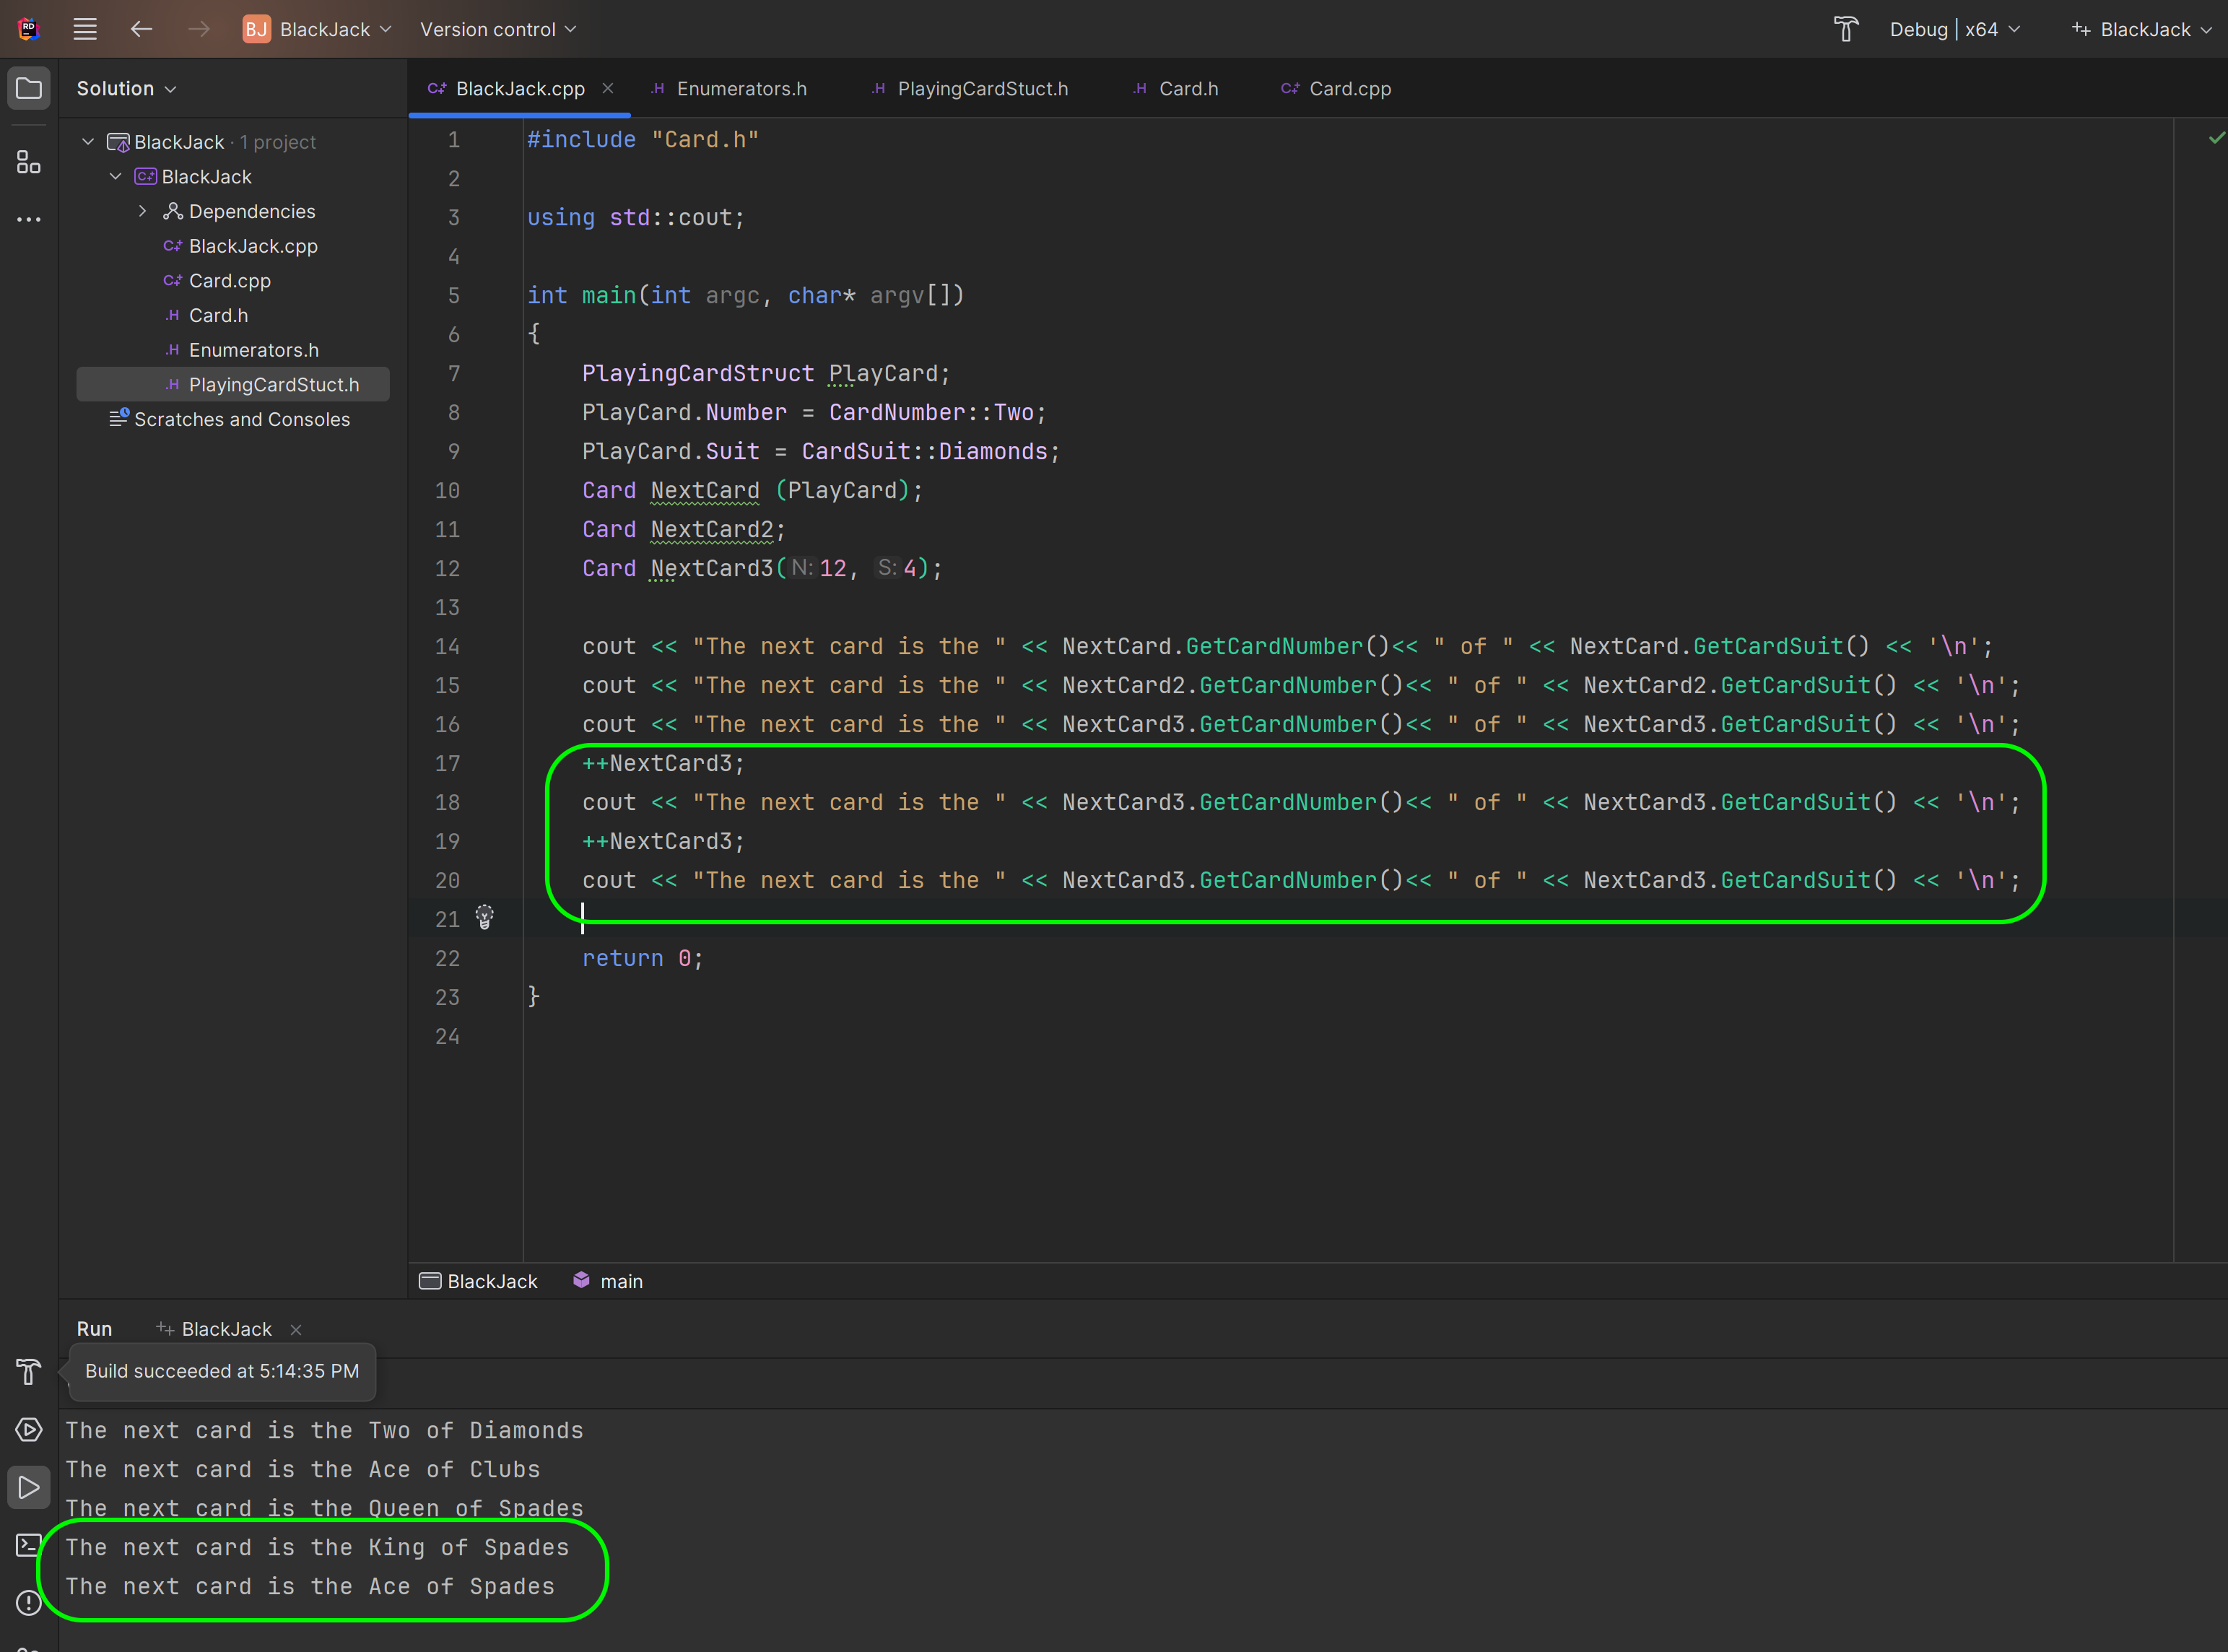 RD
BJ BlackJack Version control Debug | x64 BlackJack
Solution
BlackJack.cpp Enumerators.h PlayingCardStuct.h Card.h Card.cpp
BlackJack · 1 project
BlackJack
Dependencies
BlackJack.cpp
Card.cpp
Card.h
Enumerators.h
PlayingCardStuct.h
Scratches and Consoles
1 #include "Card.h"
2
3 using std::cout;
4
5 int main(int argc, char* argv[])
6 {
7 PlayingCardStruct PlayCard;
8 PlayCard.Number = CardNumber::Two;
9 PlayCard.Suit = CardSuit::Diamonds;
10 Card NextCard (PlayCard);
11 Card NextCard2;
12 Card NextCard3( N: 12, S: 4);
13
14 cout << "The next card is the " << NextCard.GetCardNumber()<< " of " << NextCard.GetCardSuit() << '\n';
15 cout << "The next card is the " << NextCard2.GetCardNumber()<< " of " << NextCard2.GetCardSuit() << '\n';
16 cout << "The next card is the " << NextCard3.GetCardNumber()<< " of " << NextCard3.GetCardSuit() << '\n';
17 ++NextCard3;
18 cout << "The next card is the " << NextCard3.GetCardNumber()<< " of " << NextCard3.GetCardSuit() << '\n';
19 ++NextCard3;
20 cout << "The next card is the " << NextCard3.GetCardNumber()<< " of " << NextCard3.GetCardSuit() << '\n';
21
22 return 0;
23 }
24
BlackJack main
Run BlackJack
Build succeeded at 5:14:35 PM
The next card is the Two of Diamonds
The next card is the Ace of Clubs
The next card is the Queen of Spades
The next card is the King of Spades
The next card is the Ace of Spades